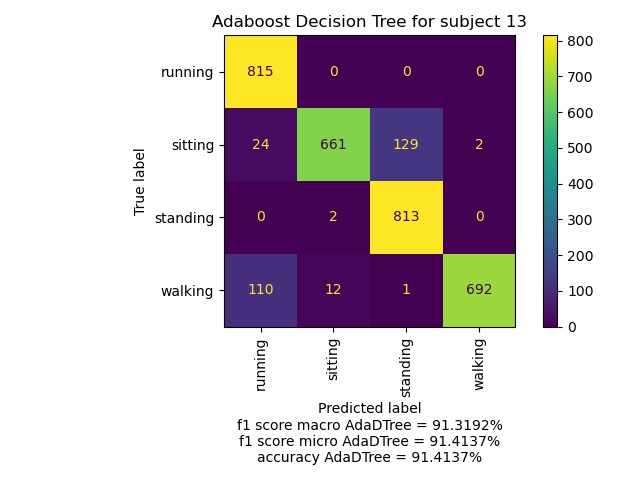 Adaboost Decision Tree for subject 13
running 815 0 0 0
sitting 24 661 129 2
standing 0 2 813 0
walking 110 12 1 692
True label
running sitting standing walking
Predicted label
f1 score macro AdaDTree = 91.3192%
f1 score micro AdaDTree = 91.4137%
accuracy AdaDTree = 91.4137%
800
700
600
500
400
300
200
100
0